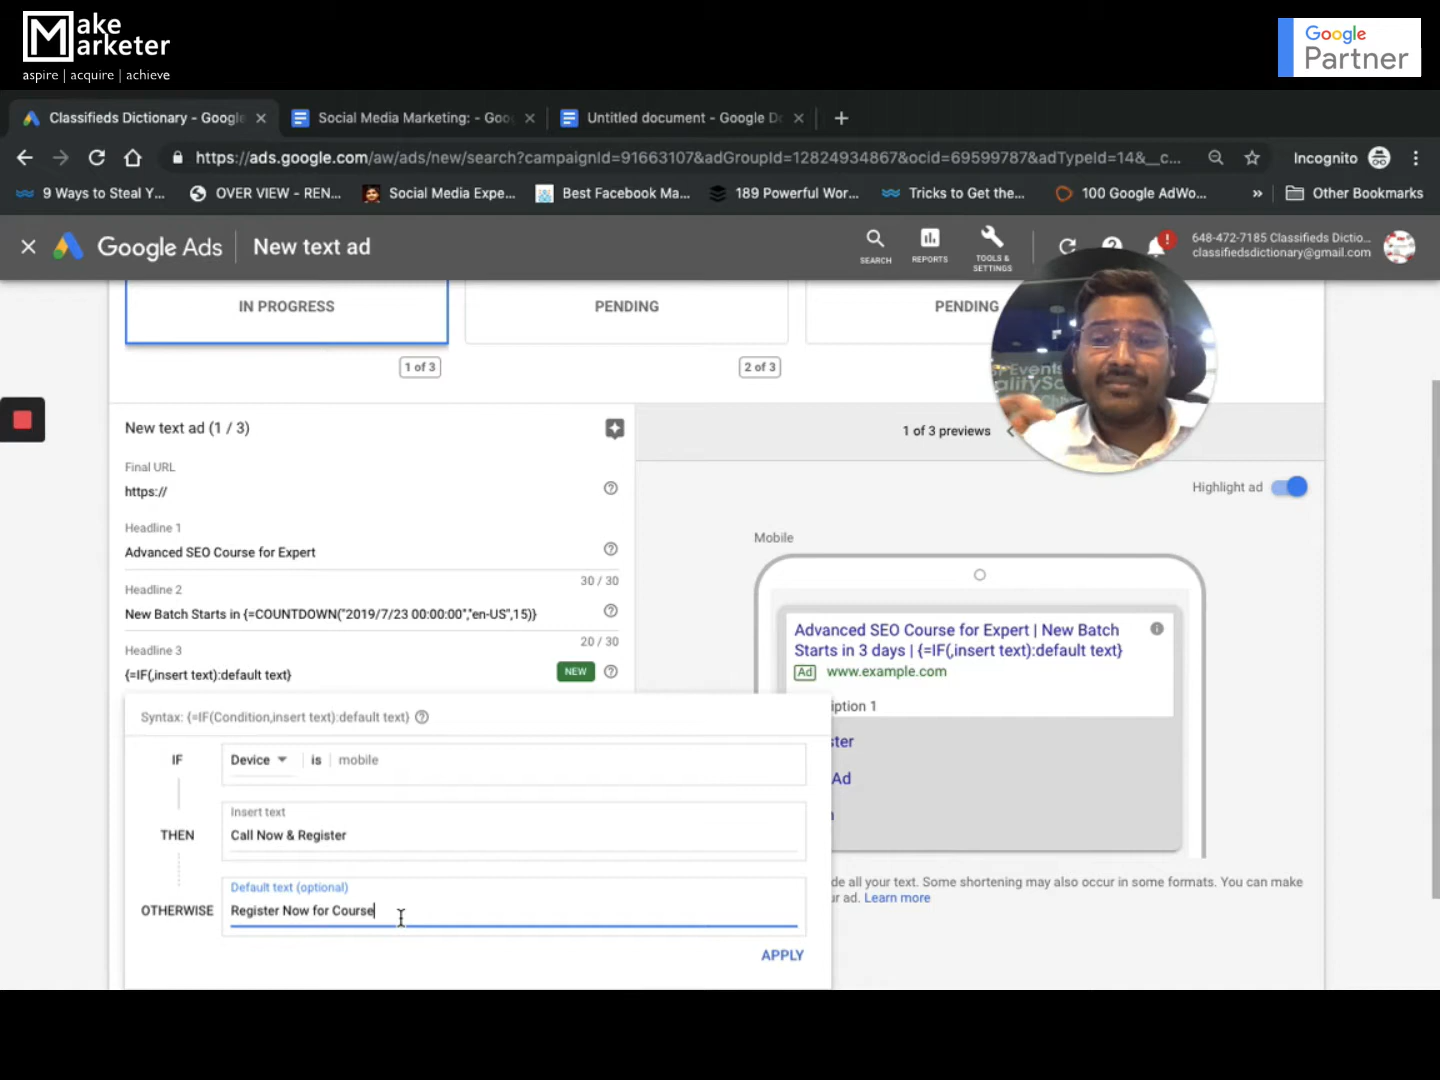 Make
Marketer
aspire | acquire | achieve
Google
Partner
Classifieds Dictionary - Google
Social Media Marketing: - Goo
Untitled document - Google Do
https://ads.google.com/aw/ads/new/search?campaignId=91663107&adGroupId=12824934867&ocid=69599787&adTypeId=14&__c...
Incognito
9 Ways to Steal Y...
OVER VIEW - REN...
Social Media Expe...
Best Facebook Ma...
189 Powerful Wor...
Tricks to Get the...
100 Google AdWo...
»
Other Bookmarks
Google Ads
New text ad
SEARCH
REPORTS
TOOLS &
SETTINGS
648-472-7185 Classifieds Dictio...
classifiedsdictionary@gmail.com
IN PROGRESS
PENDING
PENDING
1 of 3
2 of 3
New text ad (1 / 3)
1 of 3 previews
Final URL
https://
Highlight ad
Headline 1
Advanced SEO Course for Expert
30 / 30
Headline 2
New Batch Starts in {=COUNTDOWN("2019/7/23 00:00:00","en-US",15)}
20 / 30
Headline 3
{=IF(,insert text):default text}
NEW
Mobile
Advanced SEO Course for Expert | New Batch
Starts in 3 days | {=IF(,insert text):default text}
Ad www.example.com
iption 1
ster
Ad
Syntax: {=IF(Condition,insert text):default text}
IF
Device
is
mobile
THEN
Insert text
Call Now & Register
OTHERWISE
Default text (optional)
Register Now for Course
APPLY
de all your text. Some shortening may also occur in some formats. You can make
ur ad. Learn more